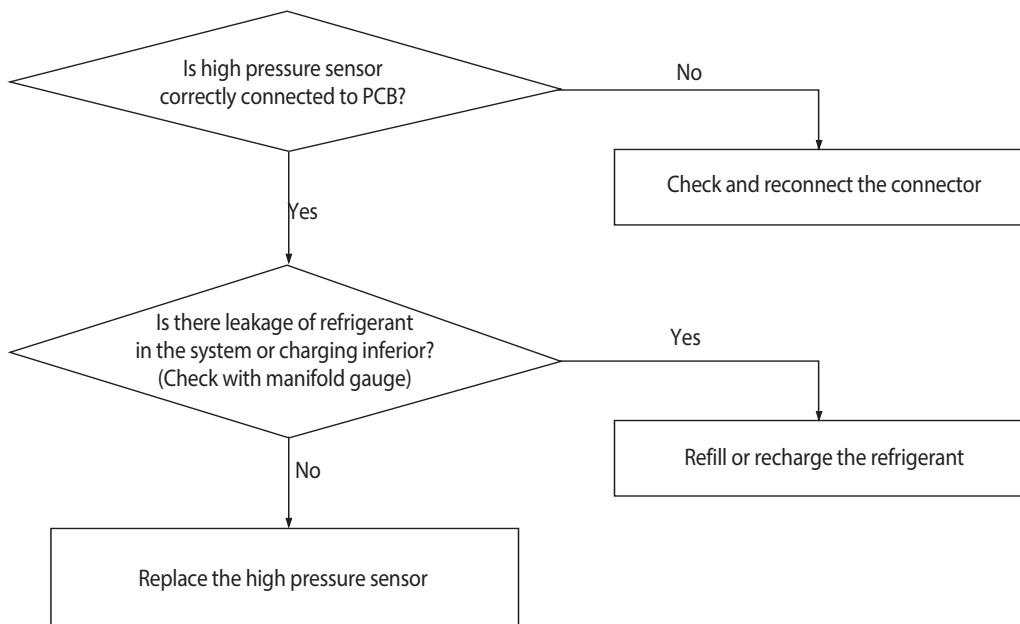 Is high pressure sensor
correctly connected to PCB?
No
Check and reconnect the connector
Yes
Is there leakage of refrigerant
in the system or charging inferior?
(Check with manifold gauge)
Yes
Refill or recharge the refrigerant
No
Replace the high pressure sensor